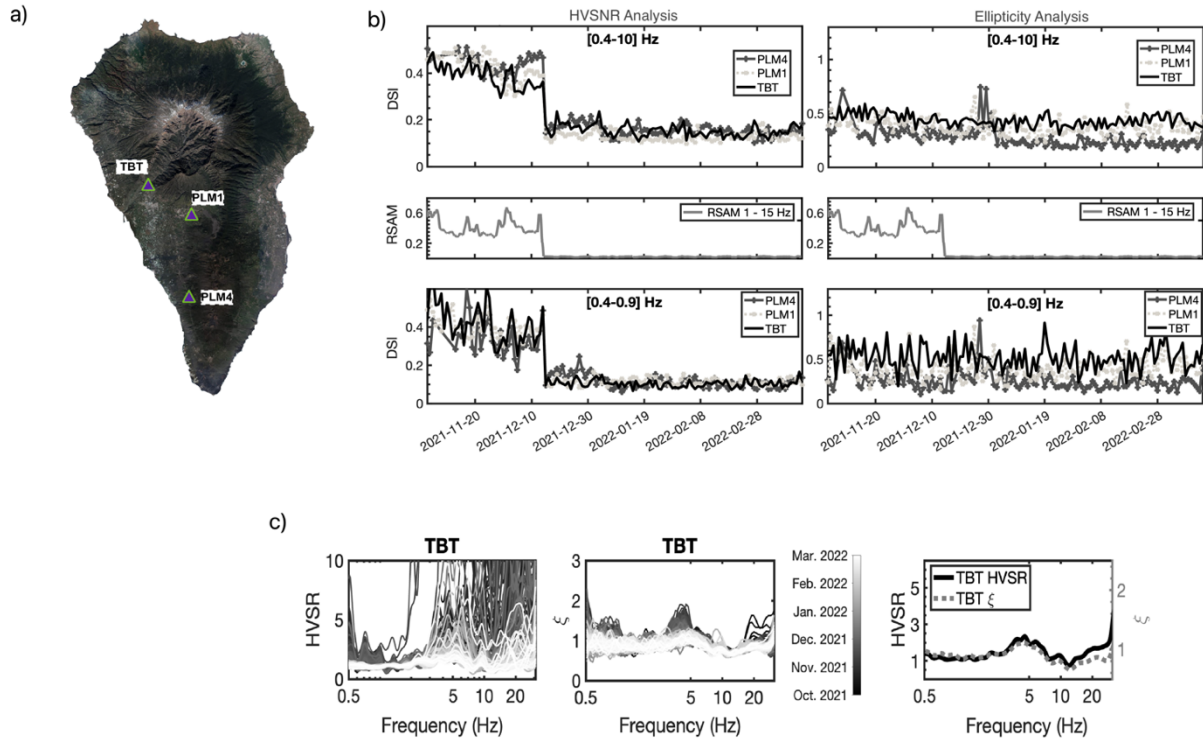 a)
TBT
PLM1
PLM4
b)
HVSNR Analysis
[0.4-10] Hz
PLM4
PLM1
TBT
DSI
0.4
0.2
0
Ellipticity Analysis
[0.4-10] Hz
PLM4
PLM1
TBT
1
0.5
0
RSAM
0.6
0.2
RSAM 1 - 15 Hz
0.6
0.2
RSAM 1 - 15 Hz
[0.4-0.9] Hz
PLM4
PLM1
TBT
DSI
0.4
0.2
0
2021-11-20
2021-12-10
2021-12-30
2022-01-19
2022-02-08
2022-02-28
[0.4-0.9] Hz
PLM4
PLM1
TBT
1
0.5
0
2021-11-20
2021-12-10
2021-12-30
2022-01-19
2022-02-08
2022-02-28
c)
TBT
HVSR
10
5
0
0.5 5 10 20
Frequency (Hz)
TBT
ξ
3
2
1
0
0.5 5 10 20
Frequency (Hz)
Mar. 2022
Feb. 2022
Jan. 2022
Dec. 2021
Nov. 2021
Oct. 2021
TBT HVSR
TBT ξ
HVSR
5
3
1
2
1
ξ
0.5 5 10 20
Frequency (Hz)